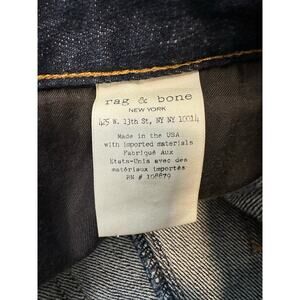 rag & bone
NEW YORK
425 W. 13th St, NY NY 10014
Made in the USA
with imported materials
Fabriqué Aux
Etats-Unis avec des
matériaux importés
RN # 108879